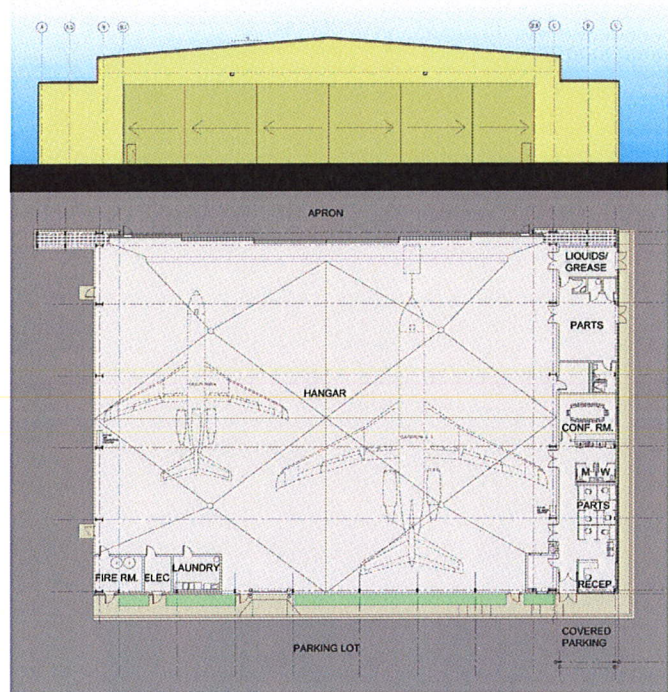 A
B
C
D
APRON
LIQUIDS/
GREASE
PARTS
HANGAR
CONF. RM.
M W
PARTS
FIRE RM.
ELEC
LAUNDRY
RECEP
COVERED
PARKING
PARKING LOT